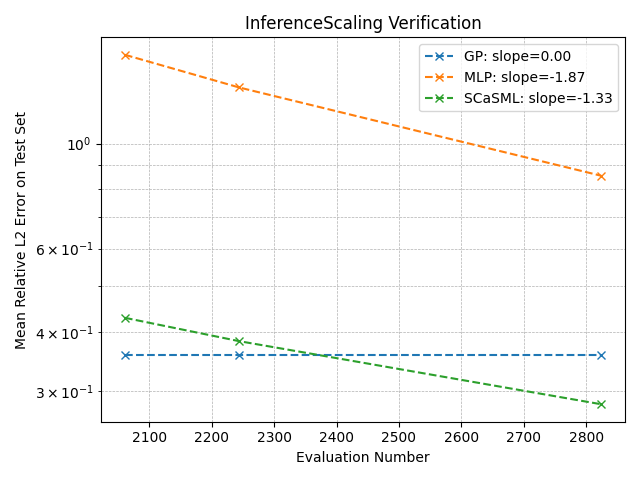 InferenceScaling Verification
GP: slope=0.00
MLP: slope=-1.87
SCaSML: slope=-1.33
Mean Relative L2 Error on Test Set
10⁰
6 × 10⁻¹
4 × 10⁻¹
3 × 10⁻¹
2100 2200 2300 2400 2500 2600 2700 2800
Evaluation Number